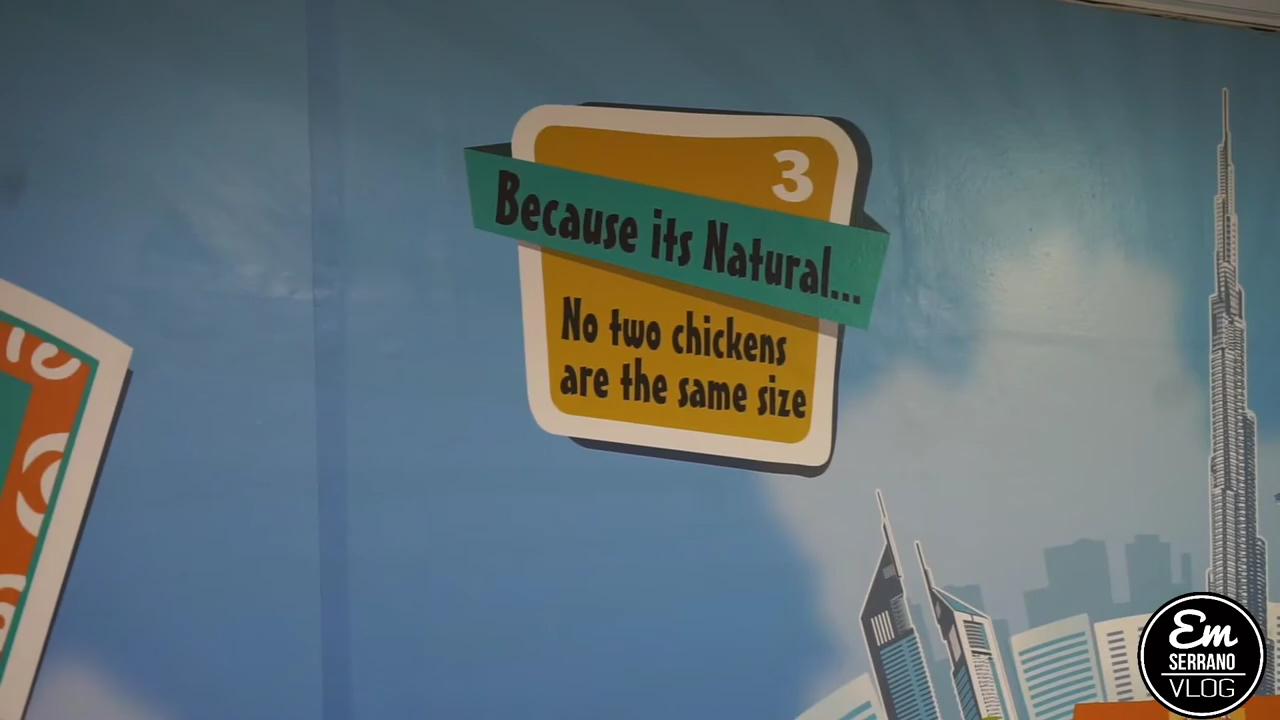 3
Because its Natural...
No two chickens
are the same size
Em
SERRANO
VLOG